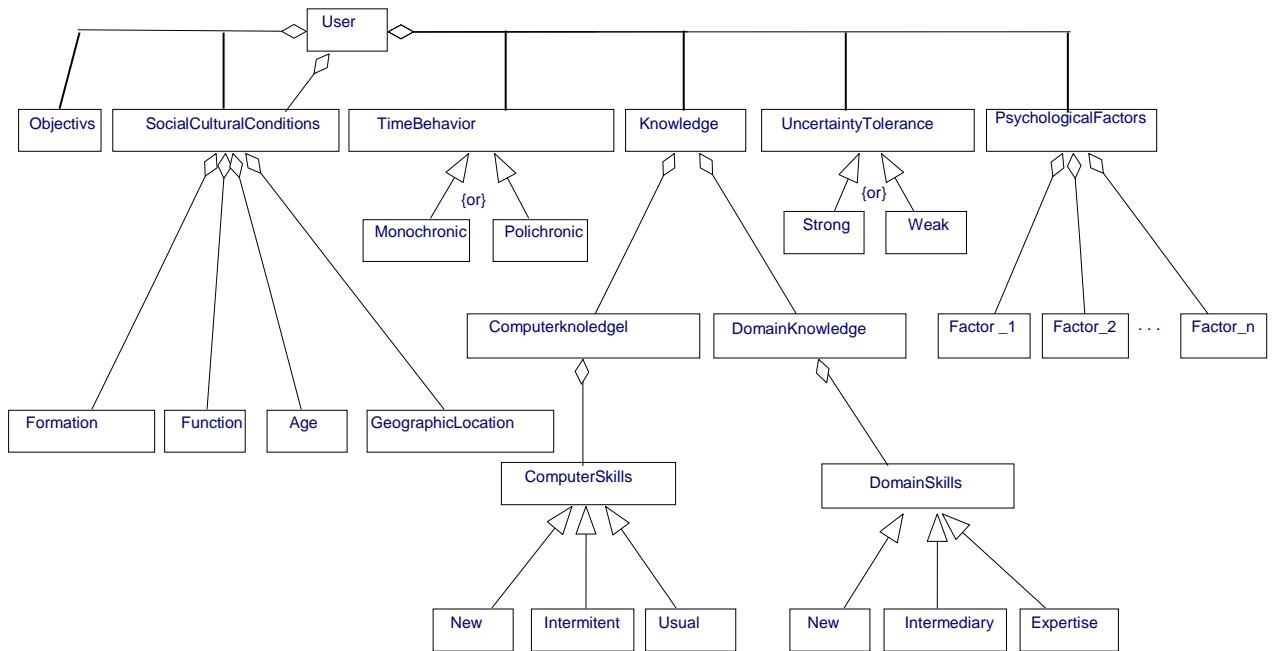 User
Objectivs
SocialCulturalConditions
TimeBehavior
Knowledge
UncertaintyTolerance
PsychologicalFactors
{or}
{or}
Monochronic
Polichronic
Strong
Weak
Computerknoledgel
DomainKnowledge
Factor _1
Factor_2
. . .
Factor_n
Formation
Function
Age
GeographicLocation
ComputerSkills
DomainSkills
New
Intermitent
Usual
New
Intermediary
Expertise